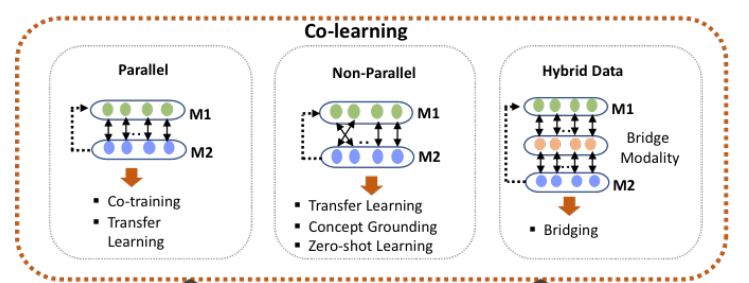 Co-learning
Parallel
M1
M2
▪ Co-training
▪ Transfer
Learning
Non-Parallel
M1
M2
▪ Transfer Learning
▪ Concept Grounding
▪ Zero-shot Learning
Hybrid Data
M1
Bridge
Modality
M2
▪ Bridging